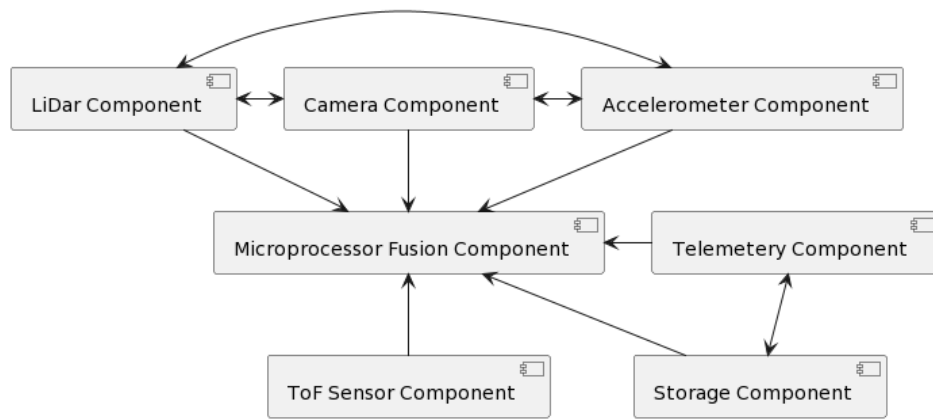 LiDar Component
Camera Component
Accelerometer Component
Microprocessor Fusion Component
Telemetery Component
ToF Sensor Component
Storage Component